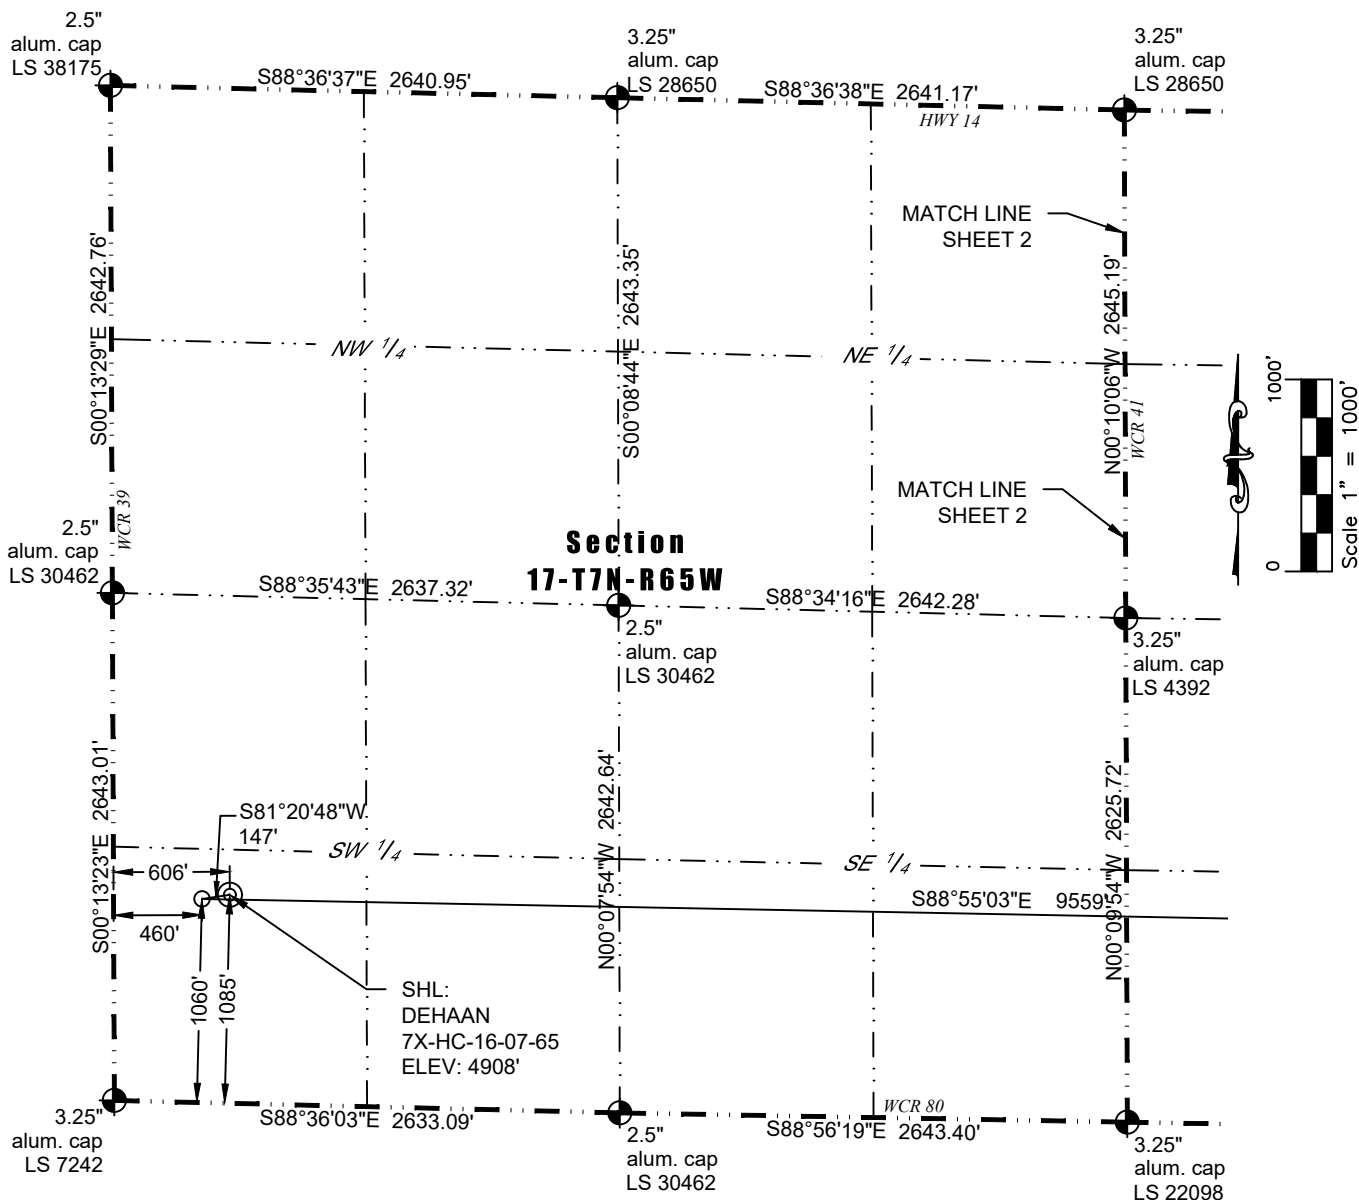 2.5"
alum. cap
LS 38175
3.25"
alum. cap
LS 28650
3.25"
alum. cap
LS 28650
S88°36'37"E 2640.95'
S88°36'38"E 2641.17'
HWY 14
MATCH LINE
SHEET 2
S00°13'29"E 2642.76'
S00°08'44"E 2643.35'
N00°10'06"W 2645.19'
WCR 41
NW 1/4
NE 1/4
1000'
0
Scale 1" = 1000'
WCR 39
MATCH LINE
SHEET 2
2.5"
alum. cap
LS 30462
Section
17-T7N-R65W
S88°35'43"E 2637.32'
S88°34'16"E 2642.28'
2.5"
alum. cap
LS 30462
3.25"
alum. cap
LS 4392
S00°13'23"E 2643.01'
N00°07'54"W 2642.64'
N00°09'54"W 2625.72'
S81°20'48"W
147'
SW 1/4
SE 1/4
606'
S88°55'03"E 9559'
460'
1060'
1085'
SHL:
DEHAAN
7X-HC-16-07-65
ELEV: 4908'
S88°36'03"E 2633.09'
WCR 80
S88°56'19"E 2643.40'
3.25"
alum. cap
LS 7242
2.5"
alum. cap
LS 30462
3.25"
alum. cap
LS 22098